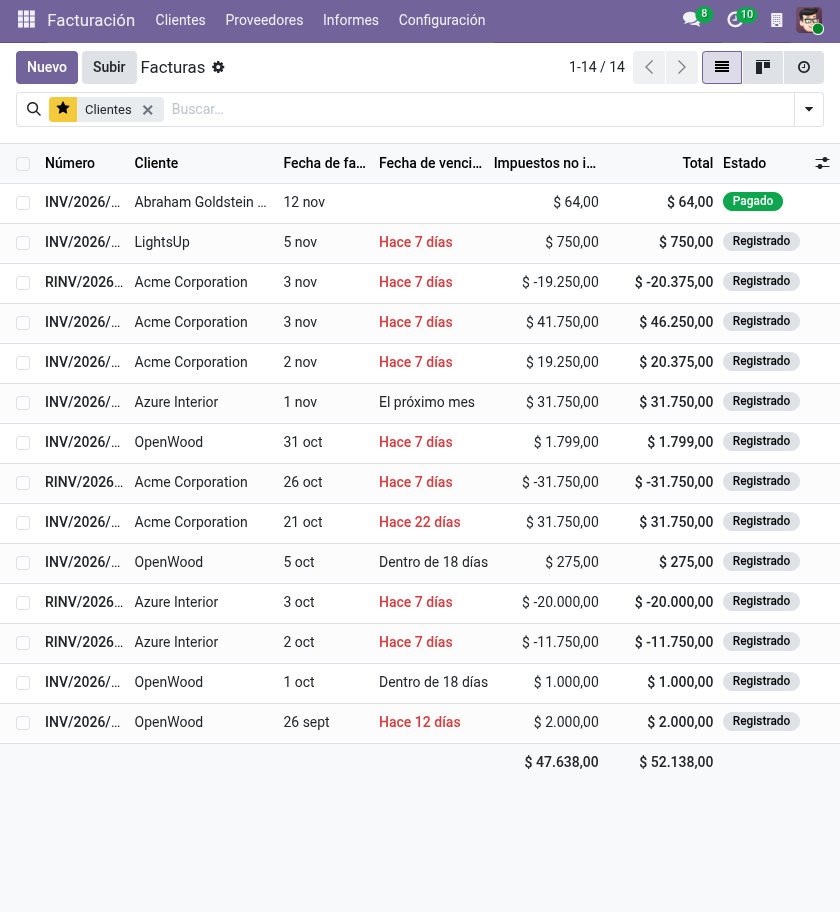 Facturación Clientes Proveedores Informes Configuración 8 10
Nuevo Subir Facturas 1-14 / 14
Clientes Buscar...
Número Cliente Fecha de fa... Fecha de venci... Impuestos no i... Total Estado
INV/2026/... Abraham Goldstein ... 12 nov $ 64,00 $ 64,00 Pagado
INV/2026/... LightsUp 5 nov Hace 7 días $ 750,00 $ 750,00 Registrado
RINV/2026... Acme Corporation 3 nov Hace 7 días $ -19.250,00 $ -20.375,00 Registrado
INV/2026/... Acme Corporation 3 nov Hace 7 días $ 41.750,00 $ 46.250,00 Registrado
INV/2026/... Acme Corporation 2 nov Hace 7 días $ 19.250,00 $ 20.375,00 Registrado
INV/2026/... Azure Interior 1 nov El próximo mes $ 31.750,00 $ 31.750,00 Registrado
INV/2026/... OpenWood 31 oct Hace 7 días $ 1.799,00 $ 1.799,00 Registrado
RINV/2026... Acme Corporation 26 oct Hace 7 días $ -31.750,00 $ -31.750,00 Registrado
INV/2026/... Acme Corporation 21 oct Hace 22 días $ 31.750,00 $ 31.750,00 Registrado
INV/2026/... OpenWood 5 oct Dentro de 18 días $ 275,00 $ 275,00 Registrado
RINV/2026... Azure Interior 3 oct Hace 7 días $ -20.000,00 $ -20.000,00 Registrado
RINV/2026... Azure Interior 2 oct Hace 7 días $ -11.750,00 $ -11.750,00 Registrado
INV/2026/... OpenWood 1 oct Dentro de 18 días $ 1.000,00 $ 1.000,00 Registrado
INV/2026/... OpenWood 26 sept Hace 12 días $ 2.000,00 $ 2.000,00 Registrado
$ 47.638,00 $ 52.138,00